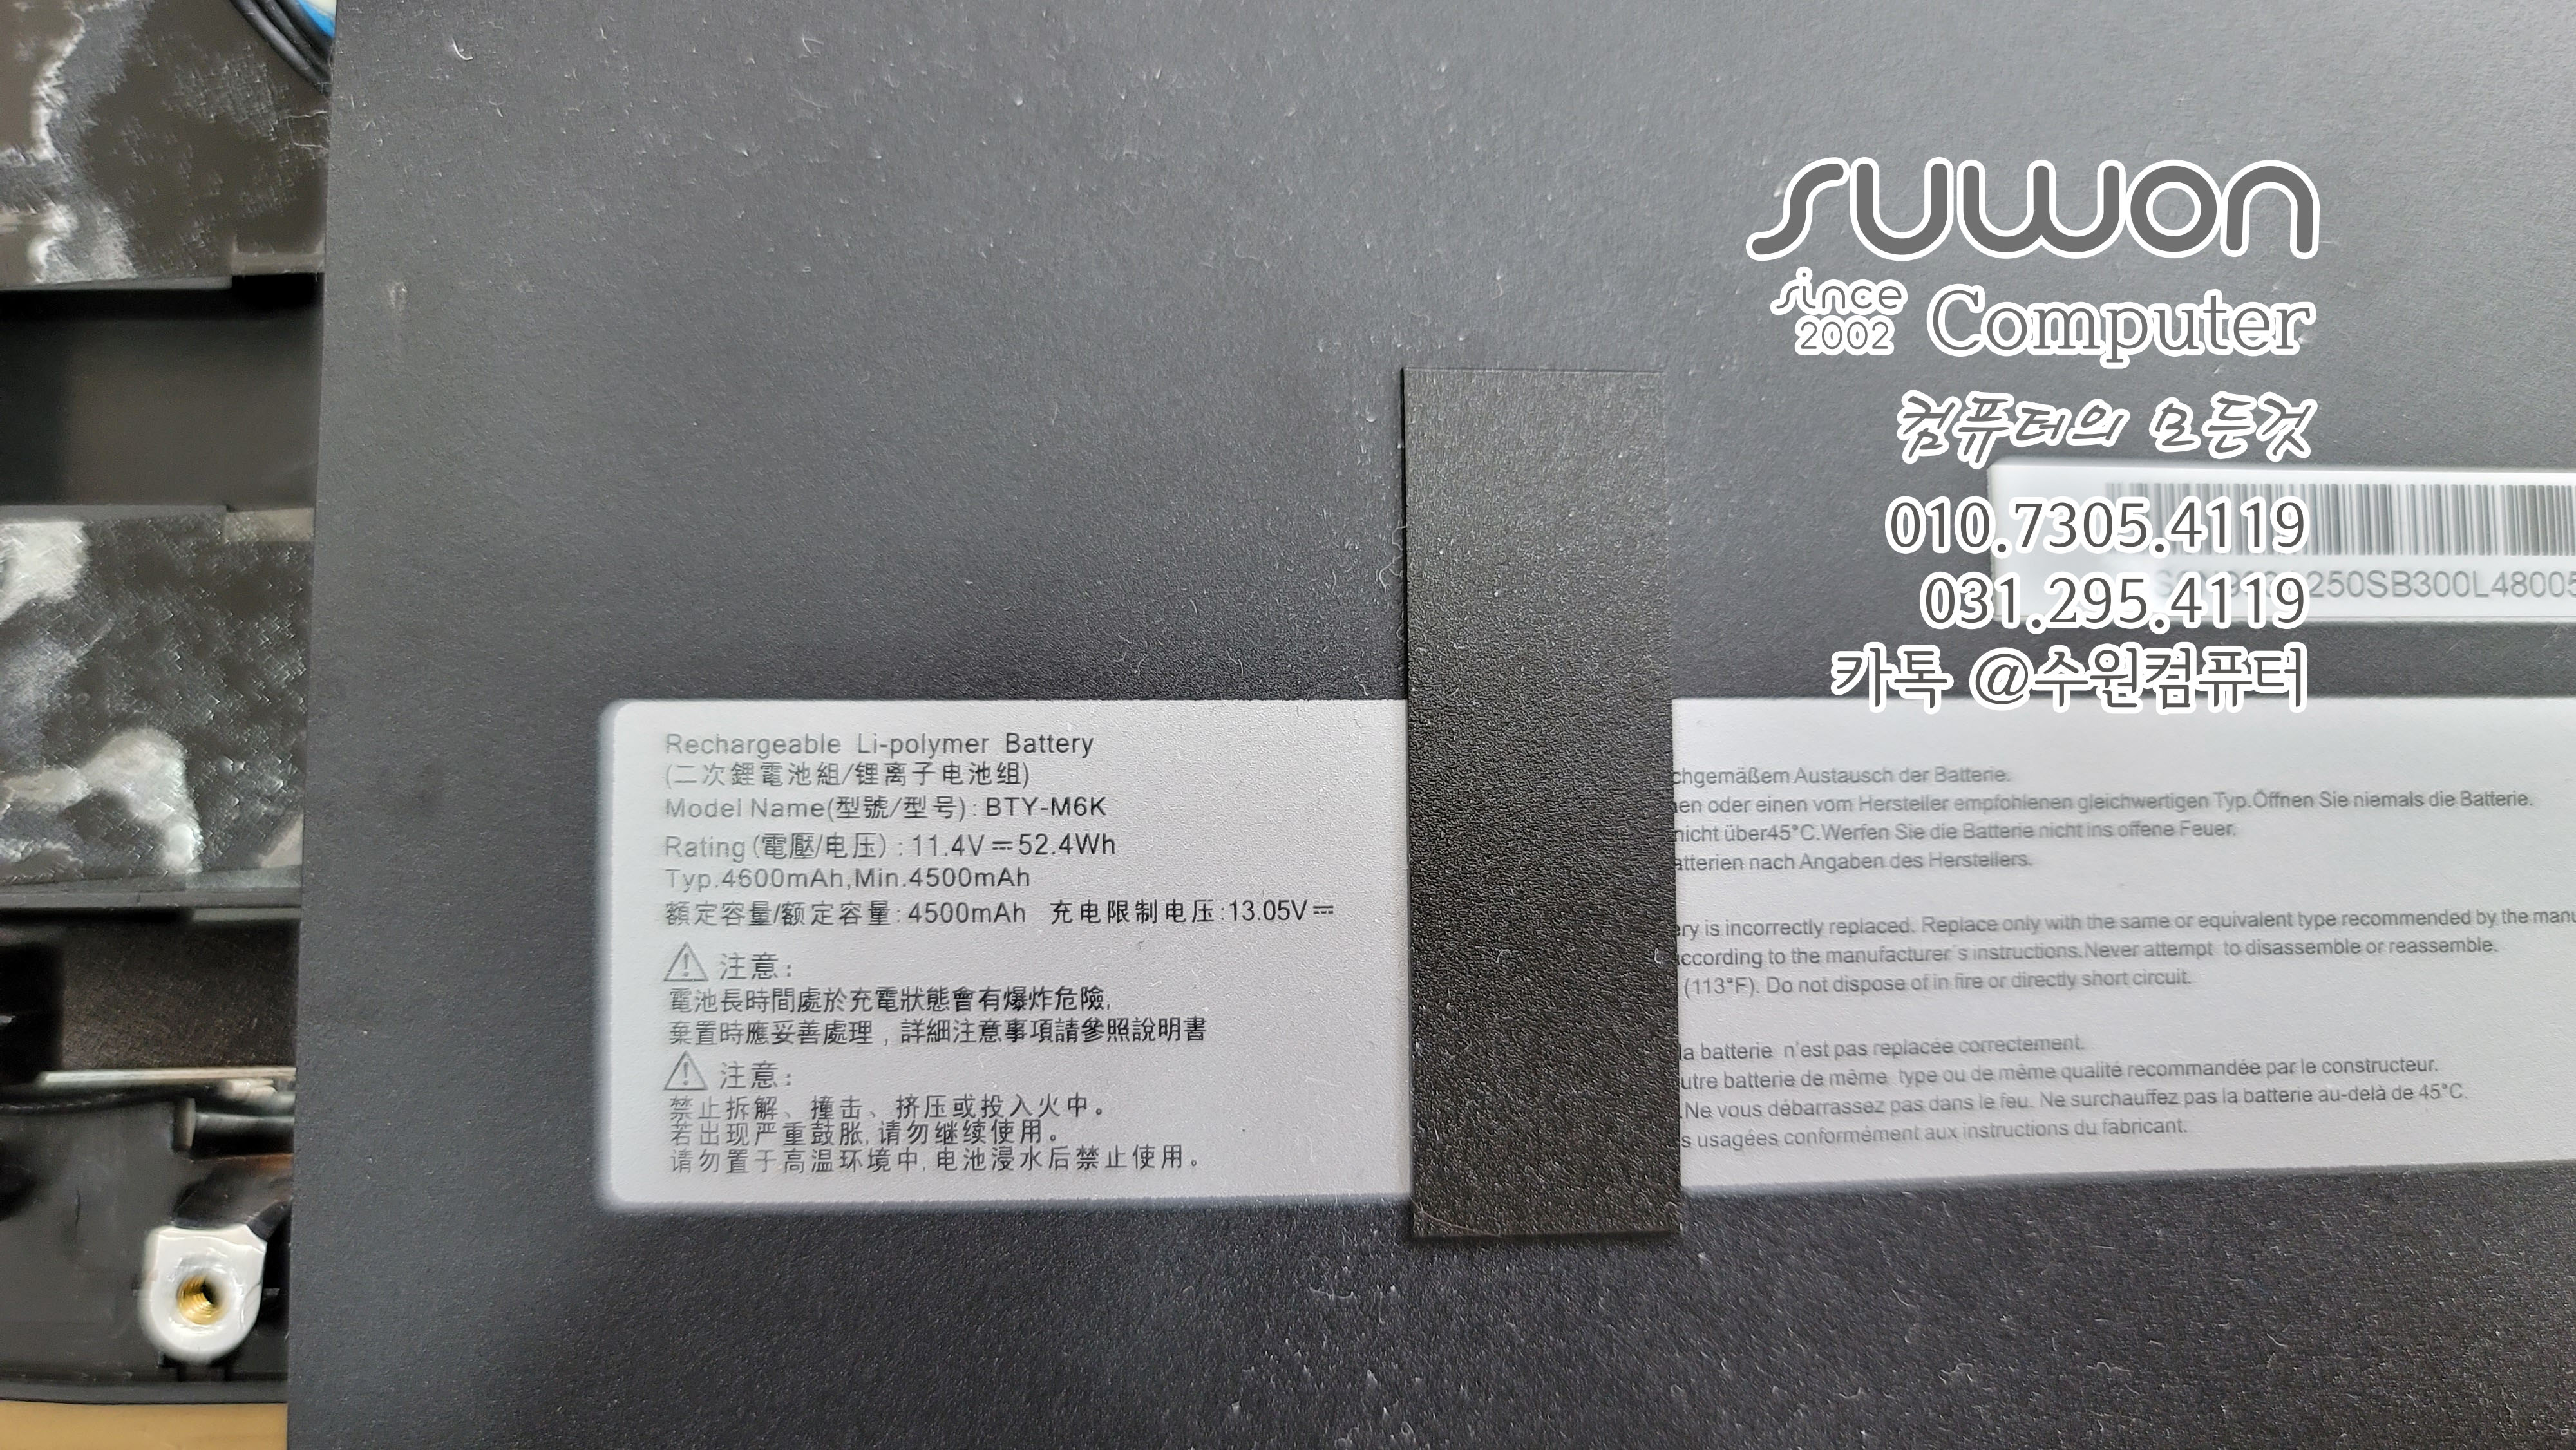 suwon
since
2002
Computer
컴퓨터의 모든것
010.7305.4119
031.295.4119
카톡 @수원컴퓨터
250SB300L48005
Rechargeable Li-polymer Battery
(二次鋰電池組/锂离子电池组)
Model Name(型號/型号): BTY-M6K
Rating (電壓/电压) : 11.4V⎓52.4Wh
Typ.4600mAh,Min.4500mAh
額定容量/额定容量: 4500mAh 充电限制电压:13.05V⎓
注意:
電池長時間處於充電狀態會有爆炸危險,
棄置時應妥善處理，詳細注意事項請參照說明書
注意:
禁止拆解、撞击、挤压或投入火中。
若出现严重鼓胀,请勿继续使用。
请勿置于高温环境中,电池浸水后禁止使用。
chgemäßem Austausch der Batterie.
en oder einen vom Hersteller empfohlenen gleichwertigen Typ.Öffnen Sie niemals die Batterie.
nicht über45°C.Werfen Sie die Batterie nicht ins offene Feuer.
atterien nach Angaben des Herstellers.
ery is incorrectly replaced. Replace only with the same or equivalent type recommended by the manu
ccording to the manufacturer's instructions.Never attempt to disassemble or reassemble.
(113°F). Do not dispose of in fire or directly short circuit.
la batterie n'est pas replacée correctement.
utre batterie de même type ou de même qualité recommandée par le constructeur.
.Ne vous débarrassez pas dans le feu. Ne surchauffez pas la batterie au-delà de 45°C.
s usagées conformément aux instructions du fabricant.